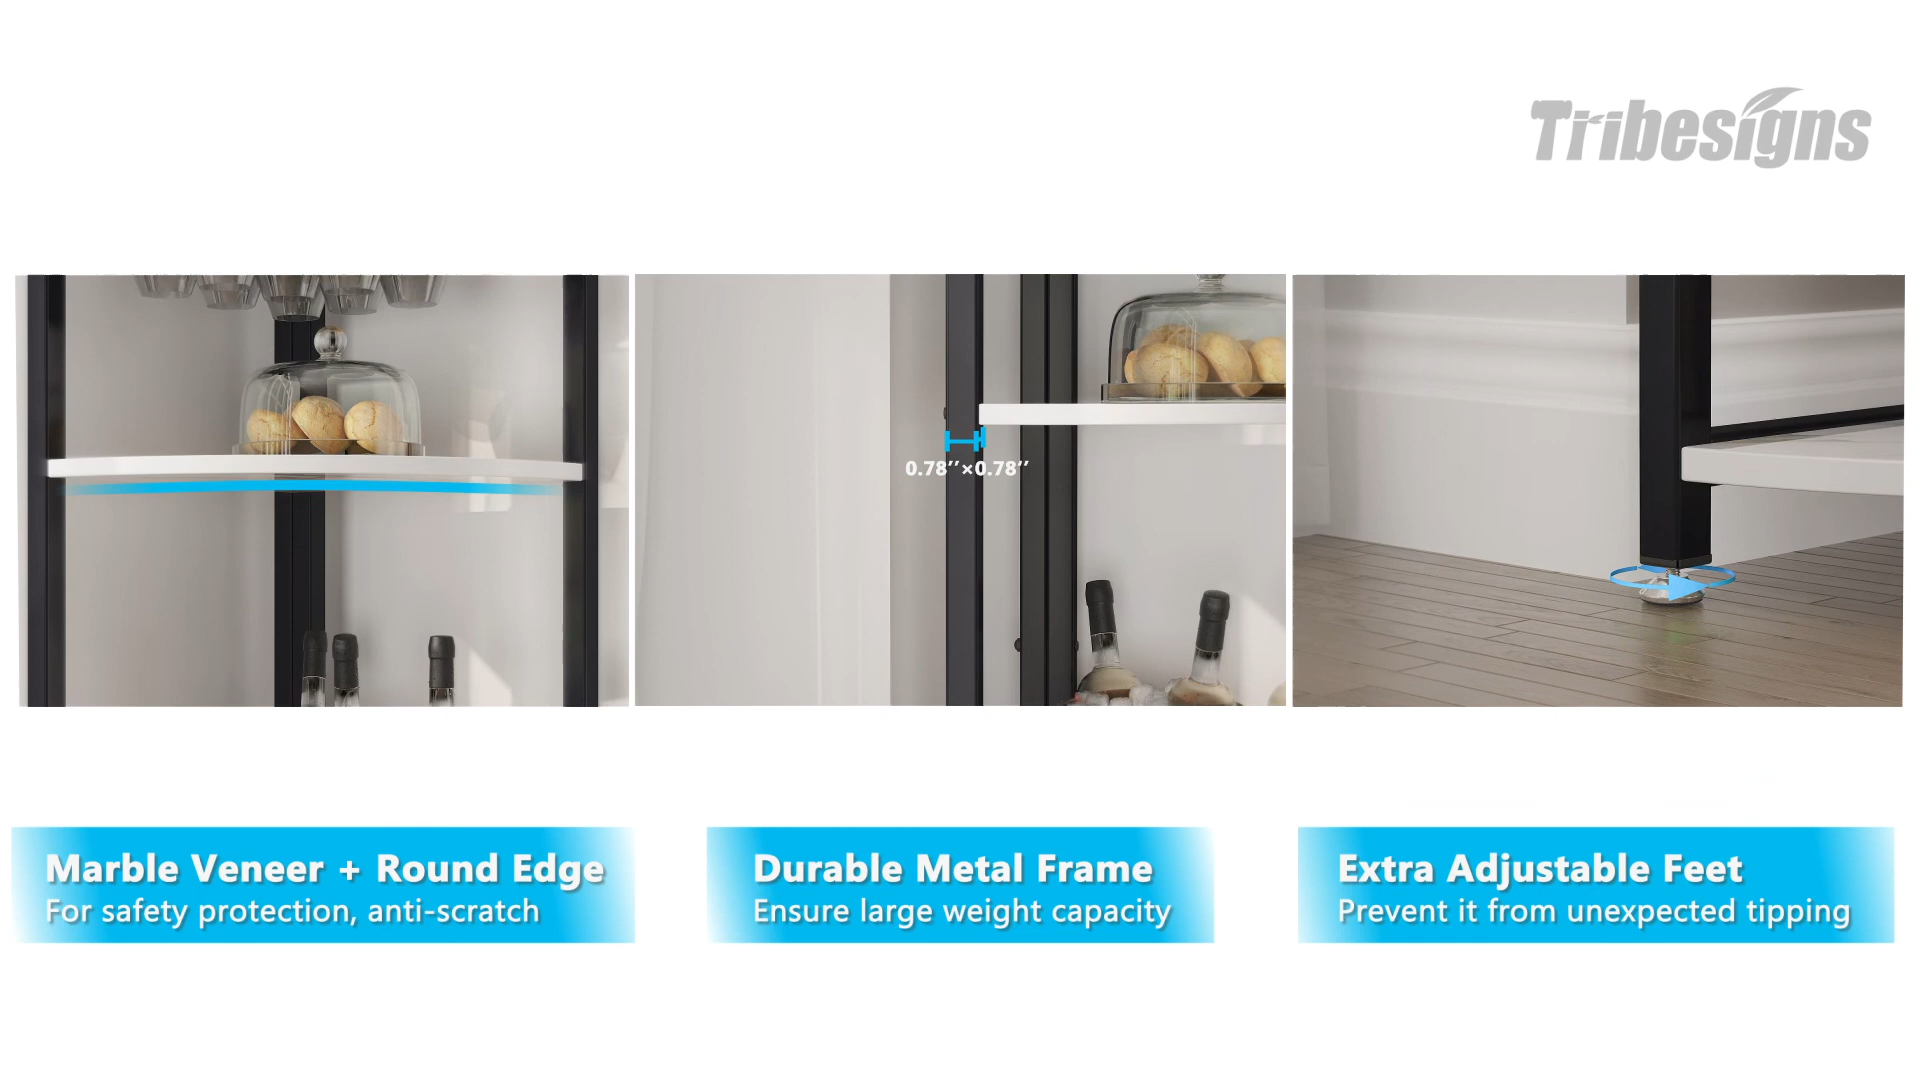 Tribesigns
0.78’’×0.78’’
Marble Veneer + Round Edge
For safety protection, anti-scratch
Durable Metal Frame
Ensure large weight capacity
Extra Adjustable Feet
Prevent it from unexpected tipping